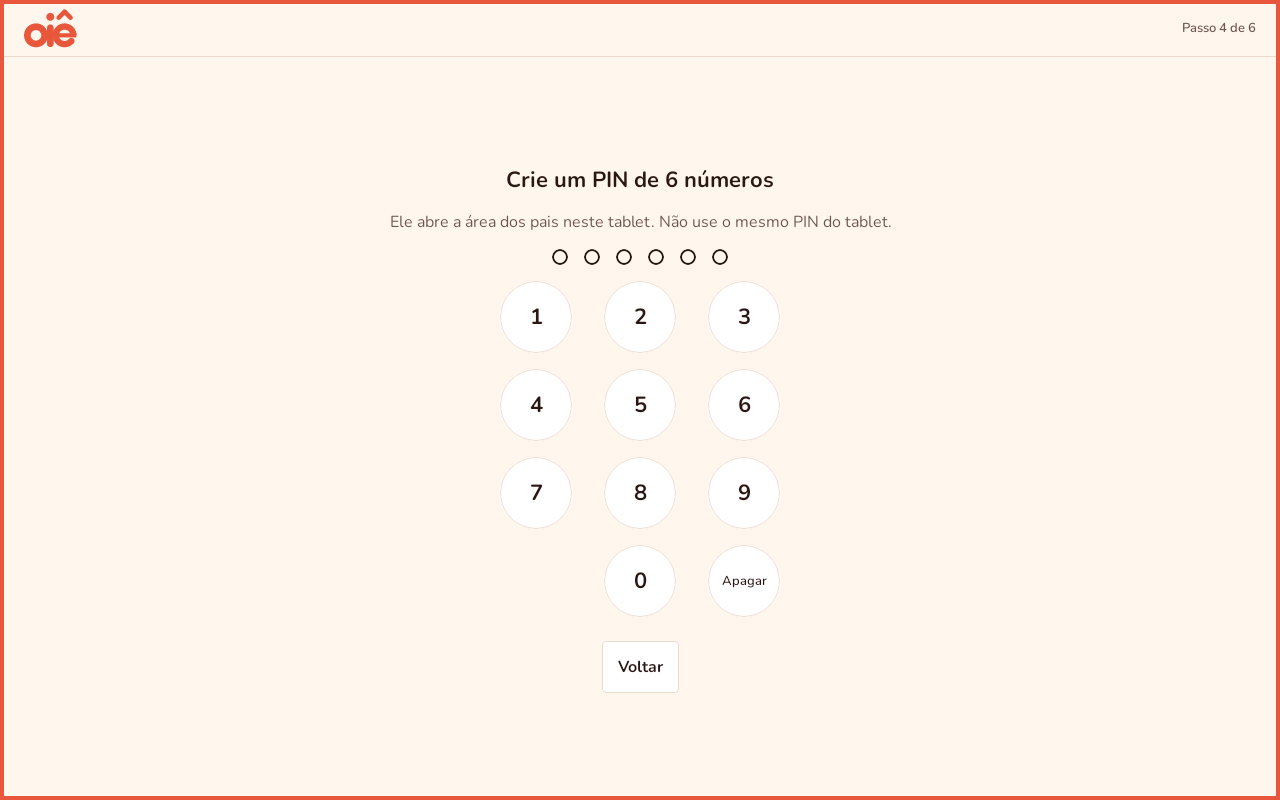 oiê
Passo 4 de 6
Crie um PIN de 6 números
Ele abre a área dos pais neste tablet. Não use o mesmo PIN do tablet.
1 2 3
4 5 6
7 8 9
0 Apagar
Voltar